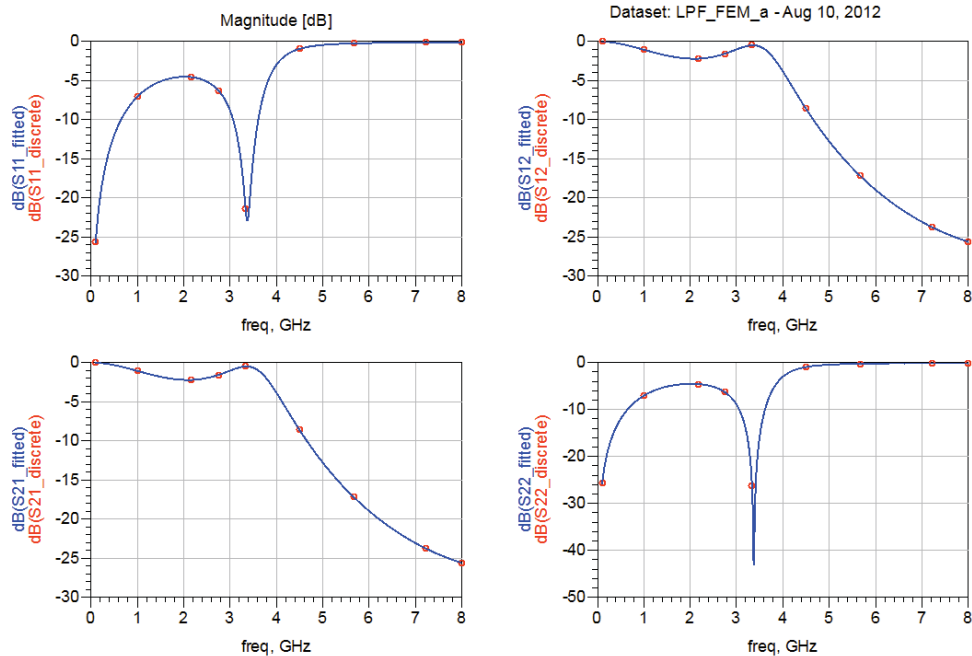 Magnitude [dB]
Dataset: LPF_FEM_a - Aug 10, 2012
dB(S11_fitted)
dB(S11_discrete)
0
-5
-10
-15
-20
-25
-30
0 1 2 3 4 5 6 7 8
freq, GHz
dB(S12_fitted)
dB(S12_discrete)
0
-5
-10
-15
-20
-25
-30
0 1 2 3 4 5 6 7 8
freq, GHz
dB(S21_fitted)
dB(S21_discrete)
0
-5
-10
-15
-20
-25
-30
0 1 2 3 4 5 6 7 8
freq, GHz
dB(S22_fitted)
dB(S22_discrete)
0
-10
-20
-30
-40
-50
0 1 2 3 4 5 6 7 8
freq, GHz